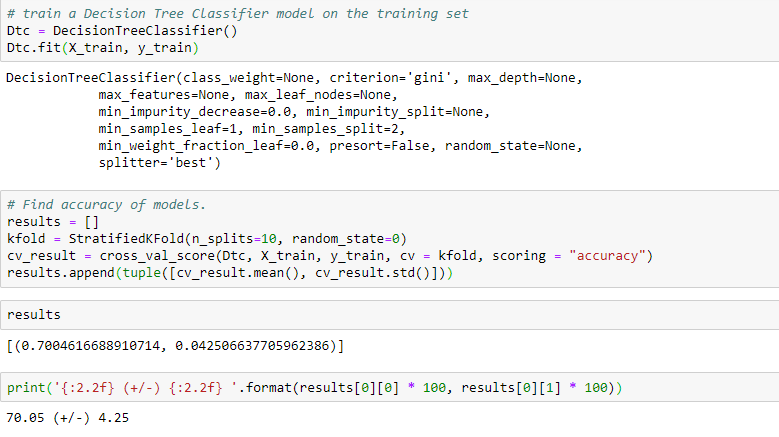 # train a Decision Tree Classifier model on the training set
Dtc = DecisionTreeClassifier()
Dtc.fit(X_train, y_train)
DecisionTreeClassifier(class_weight=None, criterion='gini', max_depth=None,
            max_features=None, max_leaf_nodes=None,
            min_impurity_decrease=0.0, min_impurity_split=None,
            min_samples_leaf=1, min_samples_split=2,
            min_weight_fraction_leaf=0.0, presort=False, random_state=None,
            splitter='best')
# Find accuracy of models.
results = []
kfold = StratifiedKFold(n_splits=10, random_state=0)
cv_result = cross_val_score(Dtc, X_train, y_train, cv = kfold, scoring = "accuracy")
results.append(tuple([cv_result.mean(), cv_result.std()]))
results
[(0.7004616688910714, 0.042506637705962386)]
print('{:2.2f} (+/-) {:2.2f} '.format(results[0][0] * 100, results[0][1] * 100))
70.05 (+/-) 4.25